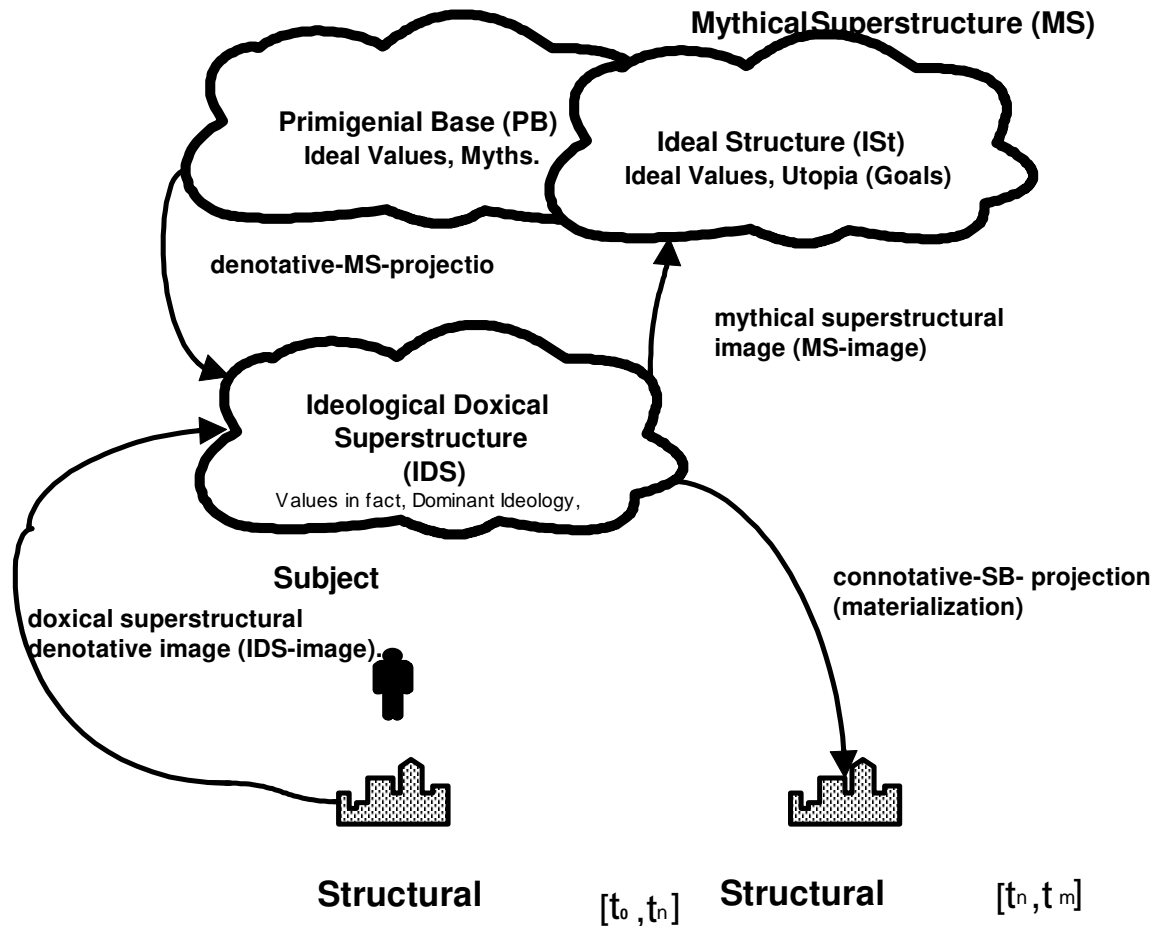 MythicalSuperstructure (MS)
Primigenial Base (PB)
Ideal Values, Myths.
Ideal Structure (ISt)
Ideal Values, Utopia (Goals)
denotative-MS-projectio
mythical superstructural
image (MS-image)
Ideological Doxical
Superstructure
(IDS)
Values in fact, Dominant Ideology,
Subject
doxical superstructural
denotative image (IDS-image).
connotative-SB- projection
(materialization)
Structural
[t₀ ,tn]
Structural
[tn,t m]